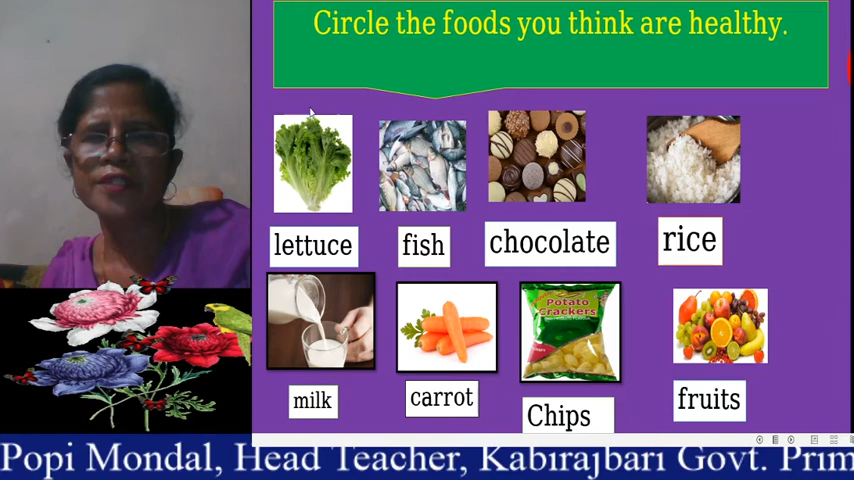 Circle the foods you think are healthy.
lettuce
fish
chocolate
rice
Potato
Crackers
milk
carrot
Chips
fruits
Popi Mondal, Head Teacher, Kabirajbari Govt. Prim